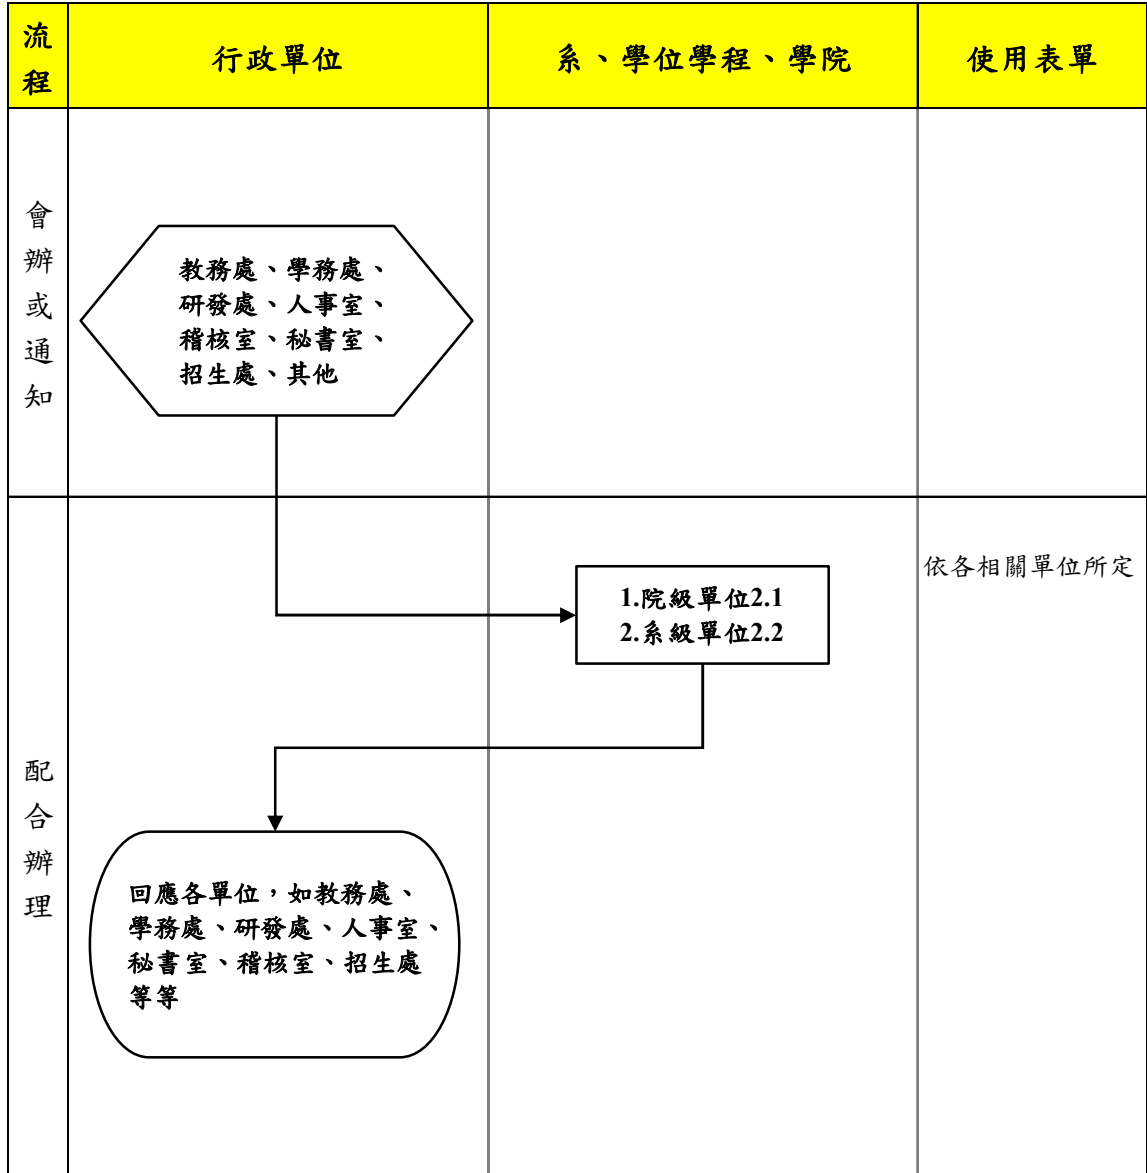 流程
行政單位
系、學位學程、學院
使用表單
會辦或通知
教務處、學務處、
研發處、人事室、
稽核室、秘書室、
招生處、其他
配合辦理
1.院級單位2.1
2.系級單位2.2
依各相關單位所定
回應各單位，如教務處、
學務處、研發處、人事室、
秘書室、稽核室、招生處
等等